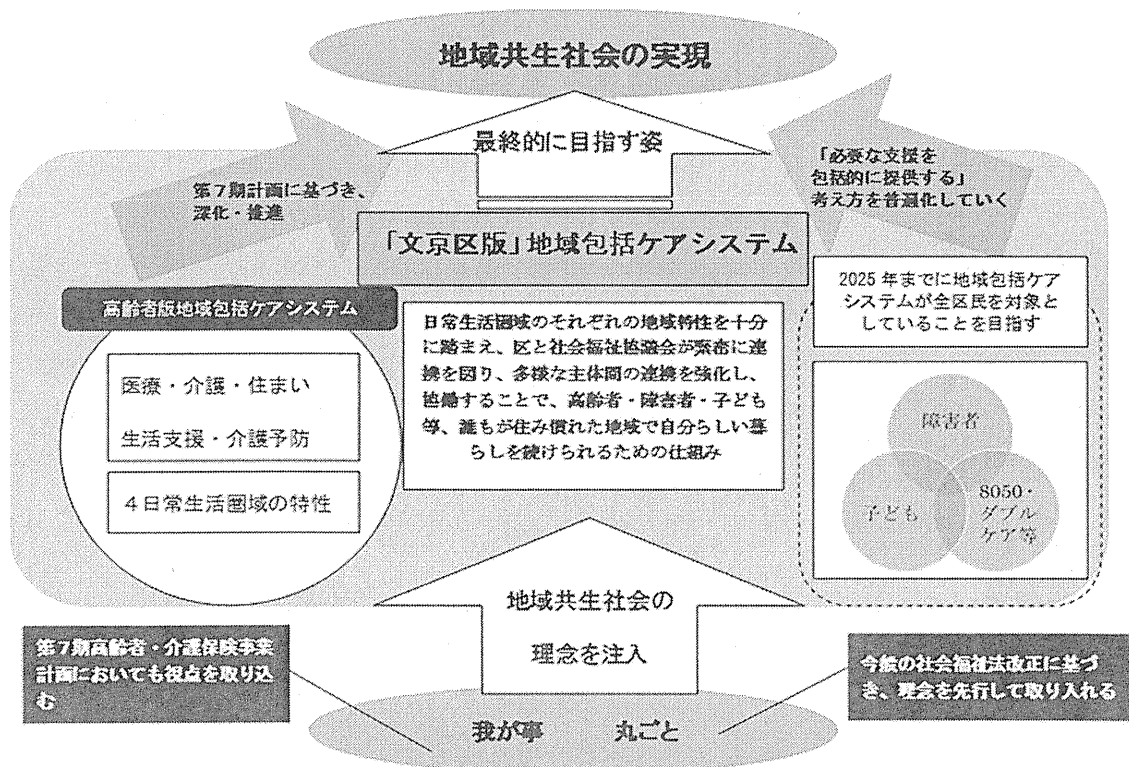 地域共生社会の実現
最終的に目指す姿
第７期計画に基づき、
深化・推進
「必要な支援を
包括的に提供する」
考え方を普遍化していく
「文京区版」地域包括ケアシステム
高齢者版地域包括ケアシステム
医療・介護・住まい
生活支援・介護予防
４日常生活圏域の特性
日常生活圏域のそれぞれの地域特性を十分
に踏まえ、区と社会福祉協議会が緊密に連
携を図り、多様な主体間の連携を強化し、
協働することで、高齢者・障害者・子ども
等、誰もが住み慣れた地域で自分らしい暮
らしを続けられるための仕組み
2025 年までに地域包括ケア
システムが全区民を対象と
していることを目指す
障害者
子ども
8050・
ダブル
ケア等
地域共生社会の
理念を注入
第７期高齢者・介護保険事業
計画においても視点を取り込
む
今般の社会福祉法改正に基づ
き、理念を先行して取り入れる
我が事 丸ごと